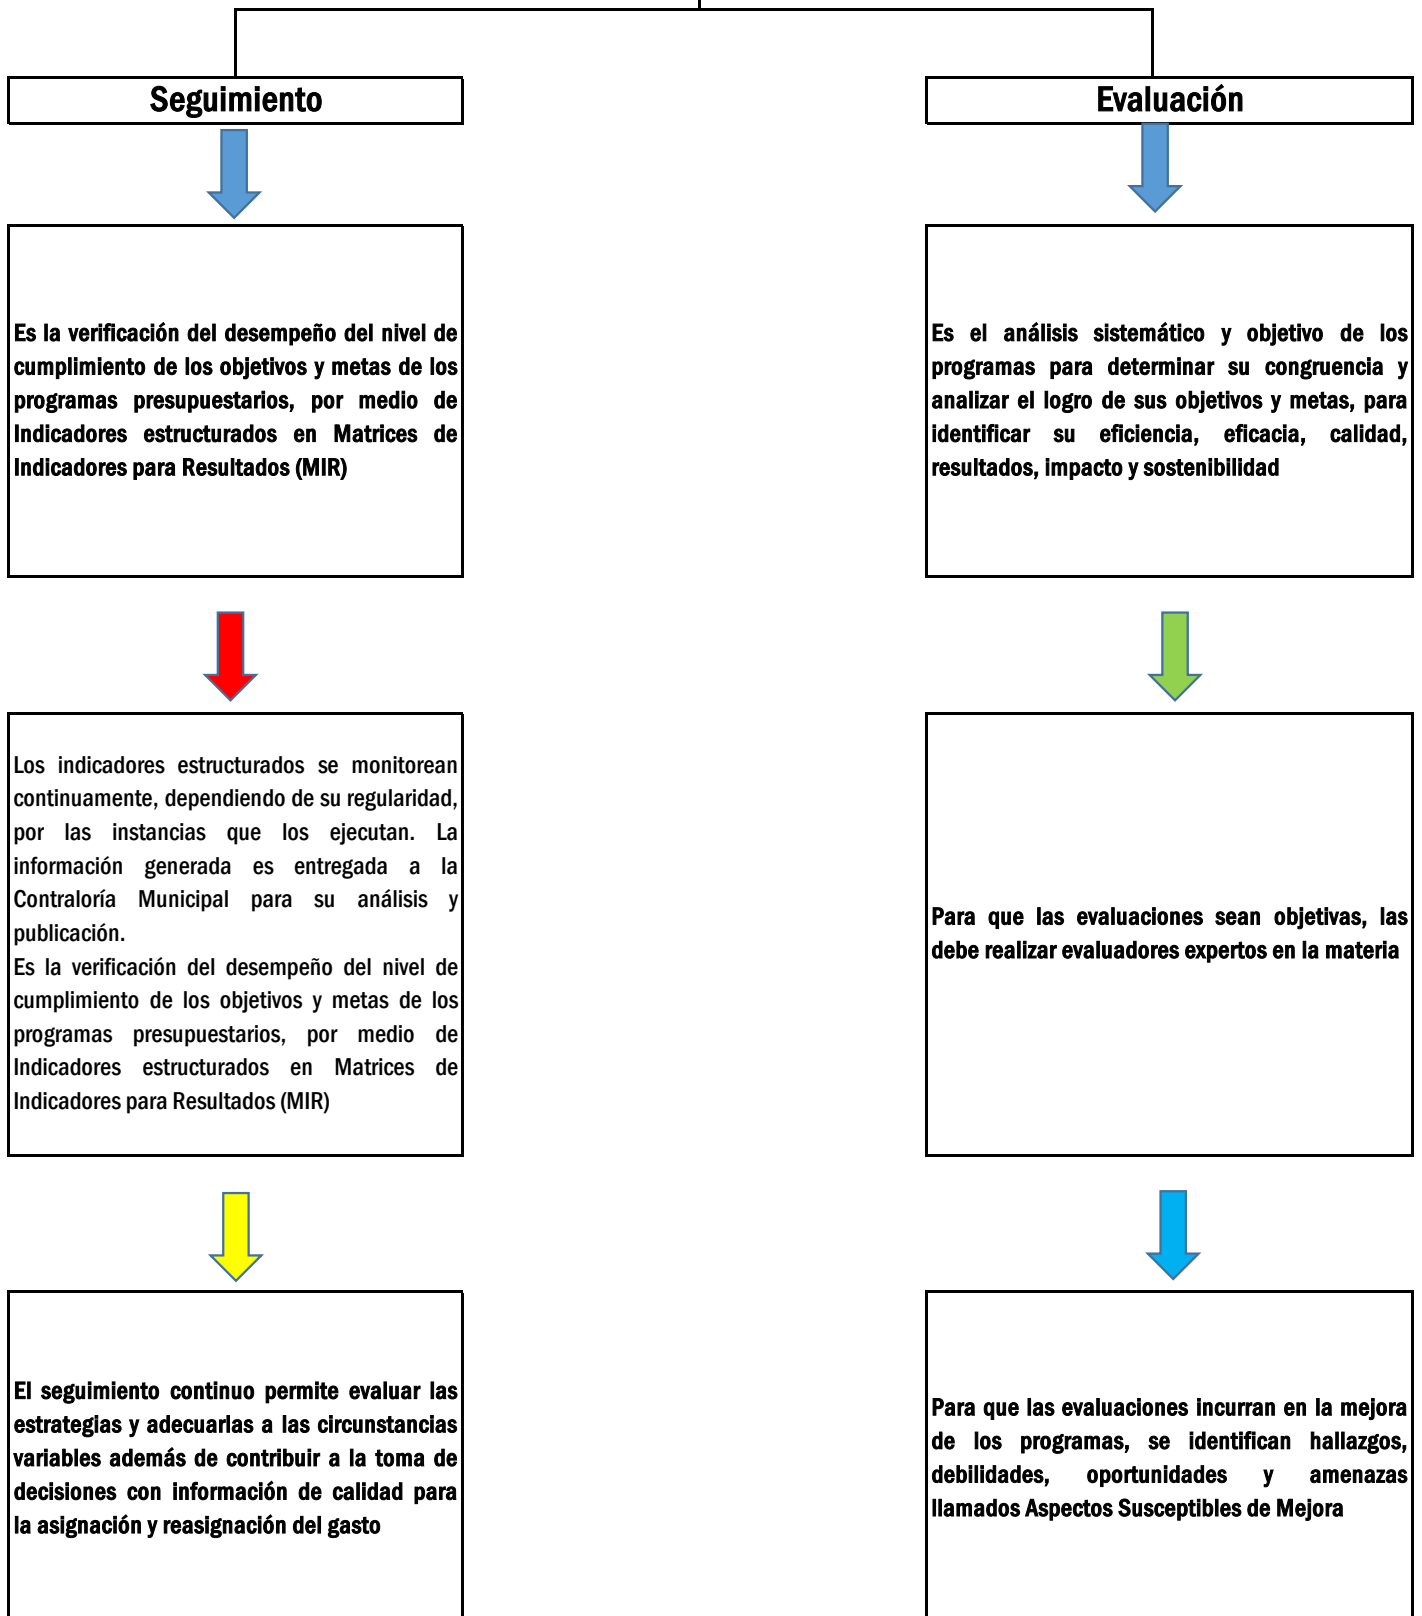 Seguimiento
Evaluación
Es la verificación del desempeño del nivel de
cumplimiento de los objetivos y metas de los
programas presupuestarios, por medio de
Indicadores estructurados en Matrices de
Indicadores para Resultados (MIR)
Es el análisis sistemático y objetivo de los
programas para determinar su congruencia y
analizar el logro de sus objetivos y metas, para
identificar su eficiencia, eficacia, calidad,
resultados, impacto y sostenibilidad
Los indicadores estructurados se monitorean
continuamente, dependiendo de su regularidad,
por las instancias que los ejecutan. La
información generada es entregada a la
Contraloría Municipal para su análisis y
publicación.
Es la verificación del desempeño del nivel de
cumplimiento de los objetivos y metas de los
programas presupuestarios, por medio de
Indicadores estructurados en Matrices de
Indicadores para Resultados (MIR)
Para que las evaluaciones sean objetivas, las
debe realizar evaluadores expertos en la materia
El seguimiento continuo permite evaluar las
estrategias y adecuarlas a las circunstancias
variables además de contribuir a la toma de
decisiones con información de calidad para
la asignación y reasignación del gasto
Para que las evaluaciones incurran en la mejora
de los programas, se identifican hallazgos,
debilidades, oportunidades y amenazas
llamados Aspectos Susceptibles de Mejora